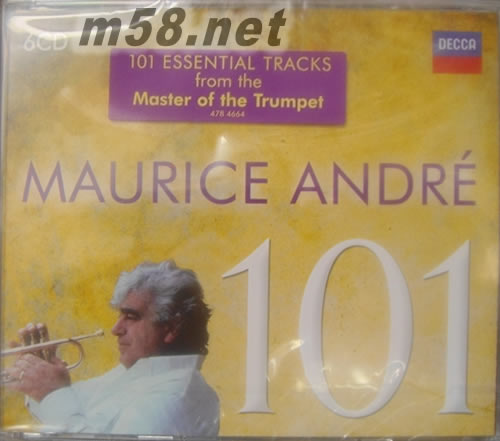 6CD
m58.net
DECCA
101 ESSENTIAL TRACKS
from the
Master of the Trumpet
478 4664
MAURICE ANDRÉ
101